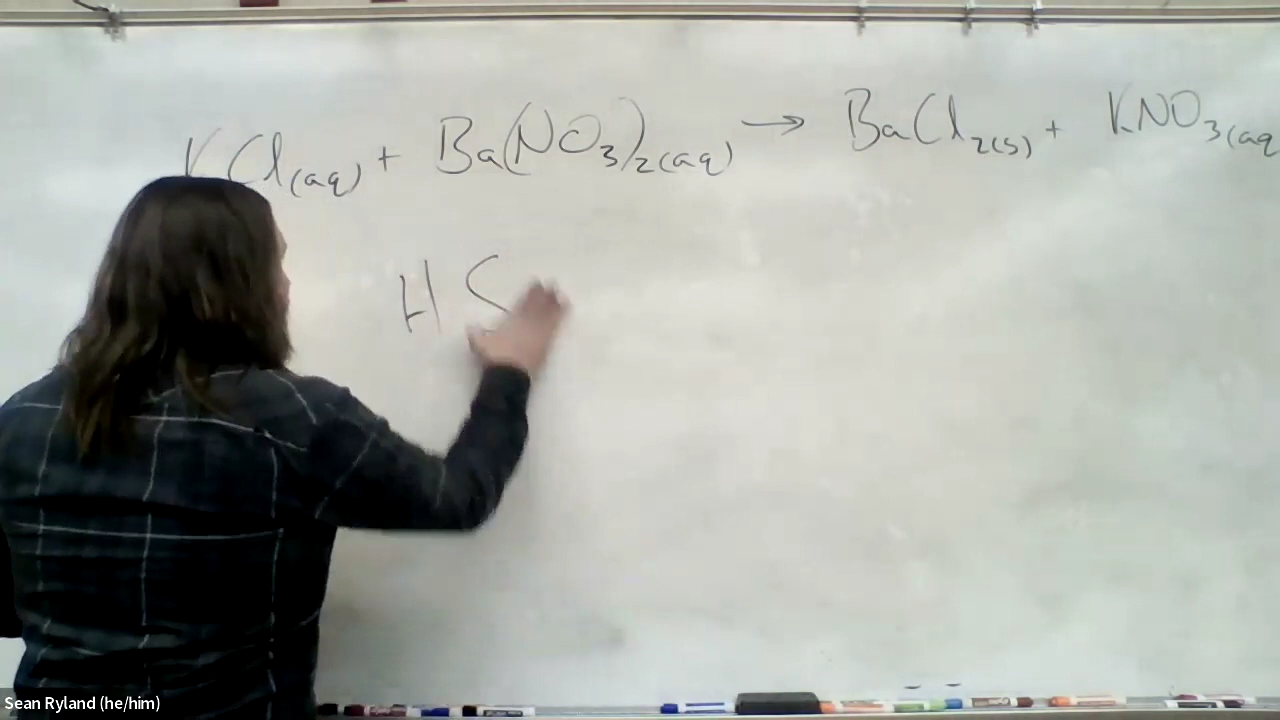 KCl(aq) + Ba(NO3)2(aq) → BaCl2(s) + KNO3(aq
H S
Sean Ryland (he/him)